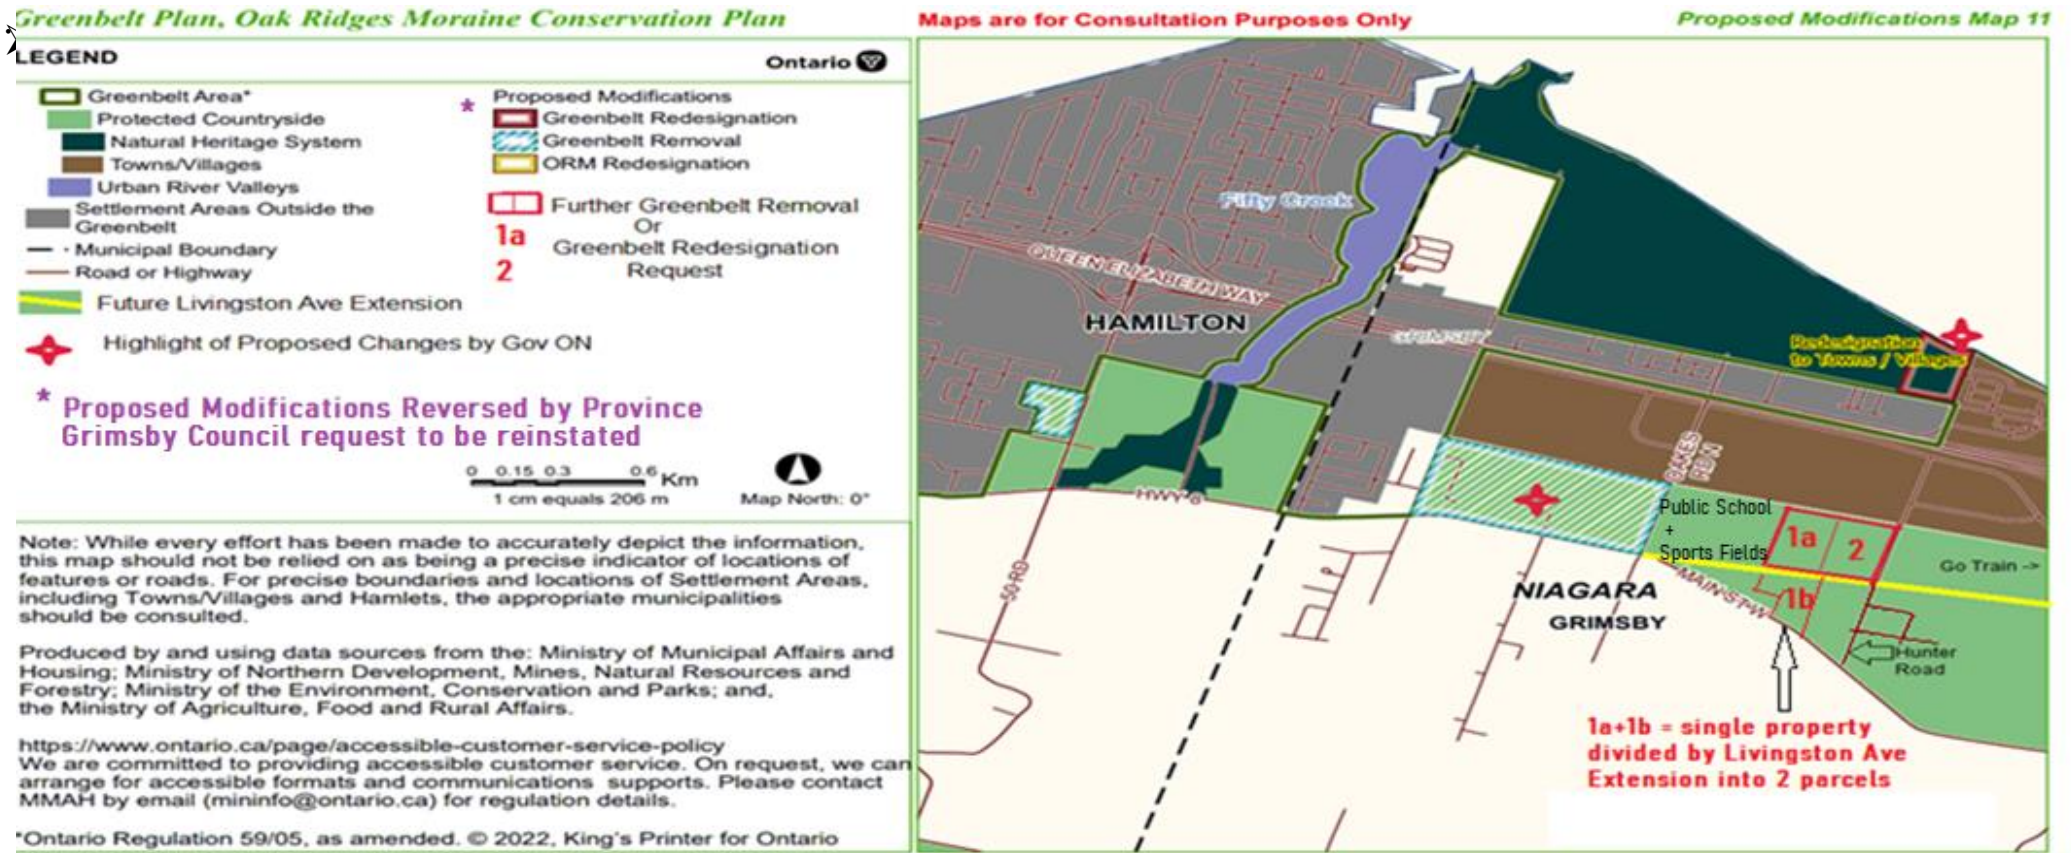 Greenbelt Plan, Oak Ridges Moraine Conservation Plan
Maps are for Consultation Purposes Only
Proposed Modifications Map 11
LEGEND
Ontario
Greenbelt Area*
Protected Countryside
Natural Heritage System
Towns/Villages
Urban River Valleys
Settlement Areas Outside the
Greenbelt
Municipal Boundary
Road or Highway
Future Livingston Ave Extension
Highlight of Proposed Changes by Gov ON
*
Proposed Modifications
Greenbelt Redesignation
Greenbelt Removal
ORM Redesignation
Further Greenbelt Removal
Or
1a
Greenbelt Redesignation
2
Request
* Proposed Modifications Reversed by Province
Grimsby Council request to be reinstated
0 0.15 0.3 0.6 Km
1 cm equals 206 m
Map North: 0°
Note: While every effort has been made to accurately depict the information,
this map should not be relied on as being a precise indicator of locations of
features or roads. For precise boundaries and locations of Settlement Areas,
including Towns/Villages and Hamlets, the appropriate municipalities
should be consulted.
Produced by and using data sources from the: Ministry of Municipal Affairs and
Housing; Ministry of Northern Development, Mines, Natural Resources and
Forestry; Ministry of the Environment, Conservation and Parks; and,
the Ministry of Agriculture, Food and Rural Affairs.
https://www.ontario.ca/page/accessible-customer-service-policy
We are committed to providing accessible customer service. On request, we can
arrange for accessible formats and communications supports. Please contact
MMAH by email (mininfo@ontario.ca) for regulation details.
*Ontario Regulation 59/05, as amended. © 2022, King's Printer for Ontario
Fifty Creek
QUEEN ELIZABETH WAY
HAMILTON
GRIMSBY
Redesignation
to Towns / Villages
OAKES
RD N
HWY 8
Public School
+
Sports Fields
1a
2
Go Train ->
50 RD
MAIN ST W
1b
NIAGARA
GRIMSBY
Hunter
Road
1a+1b = single property
divided by Livingston Ave
Extension into 2 parcels